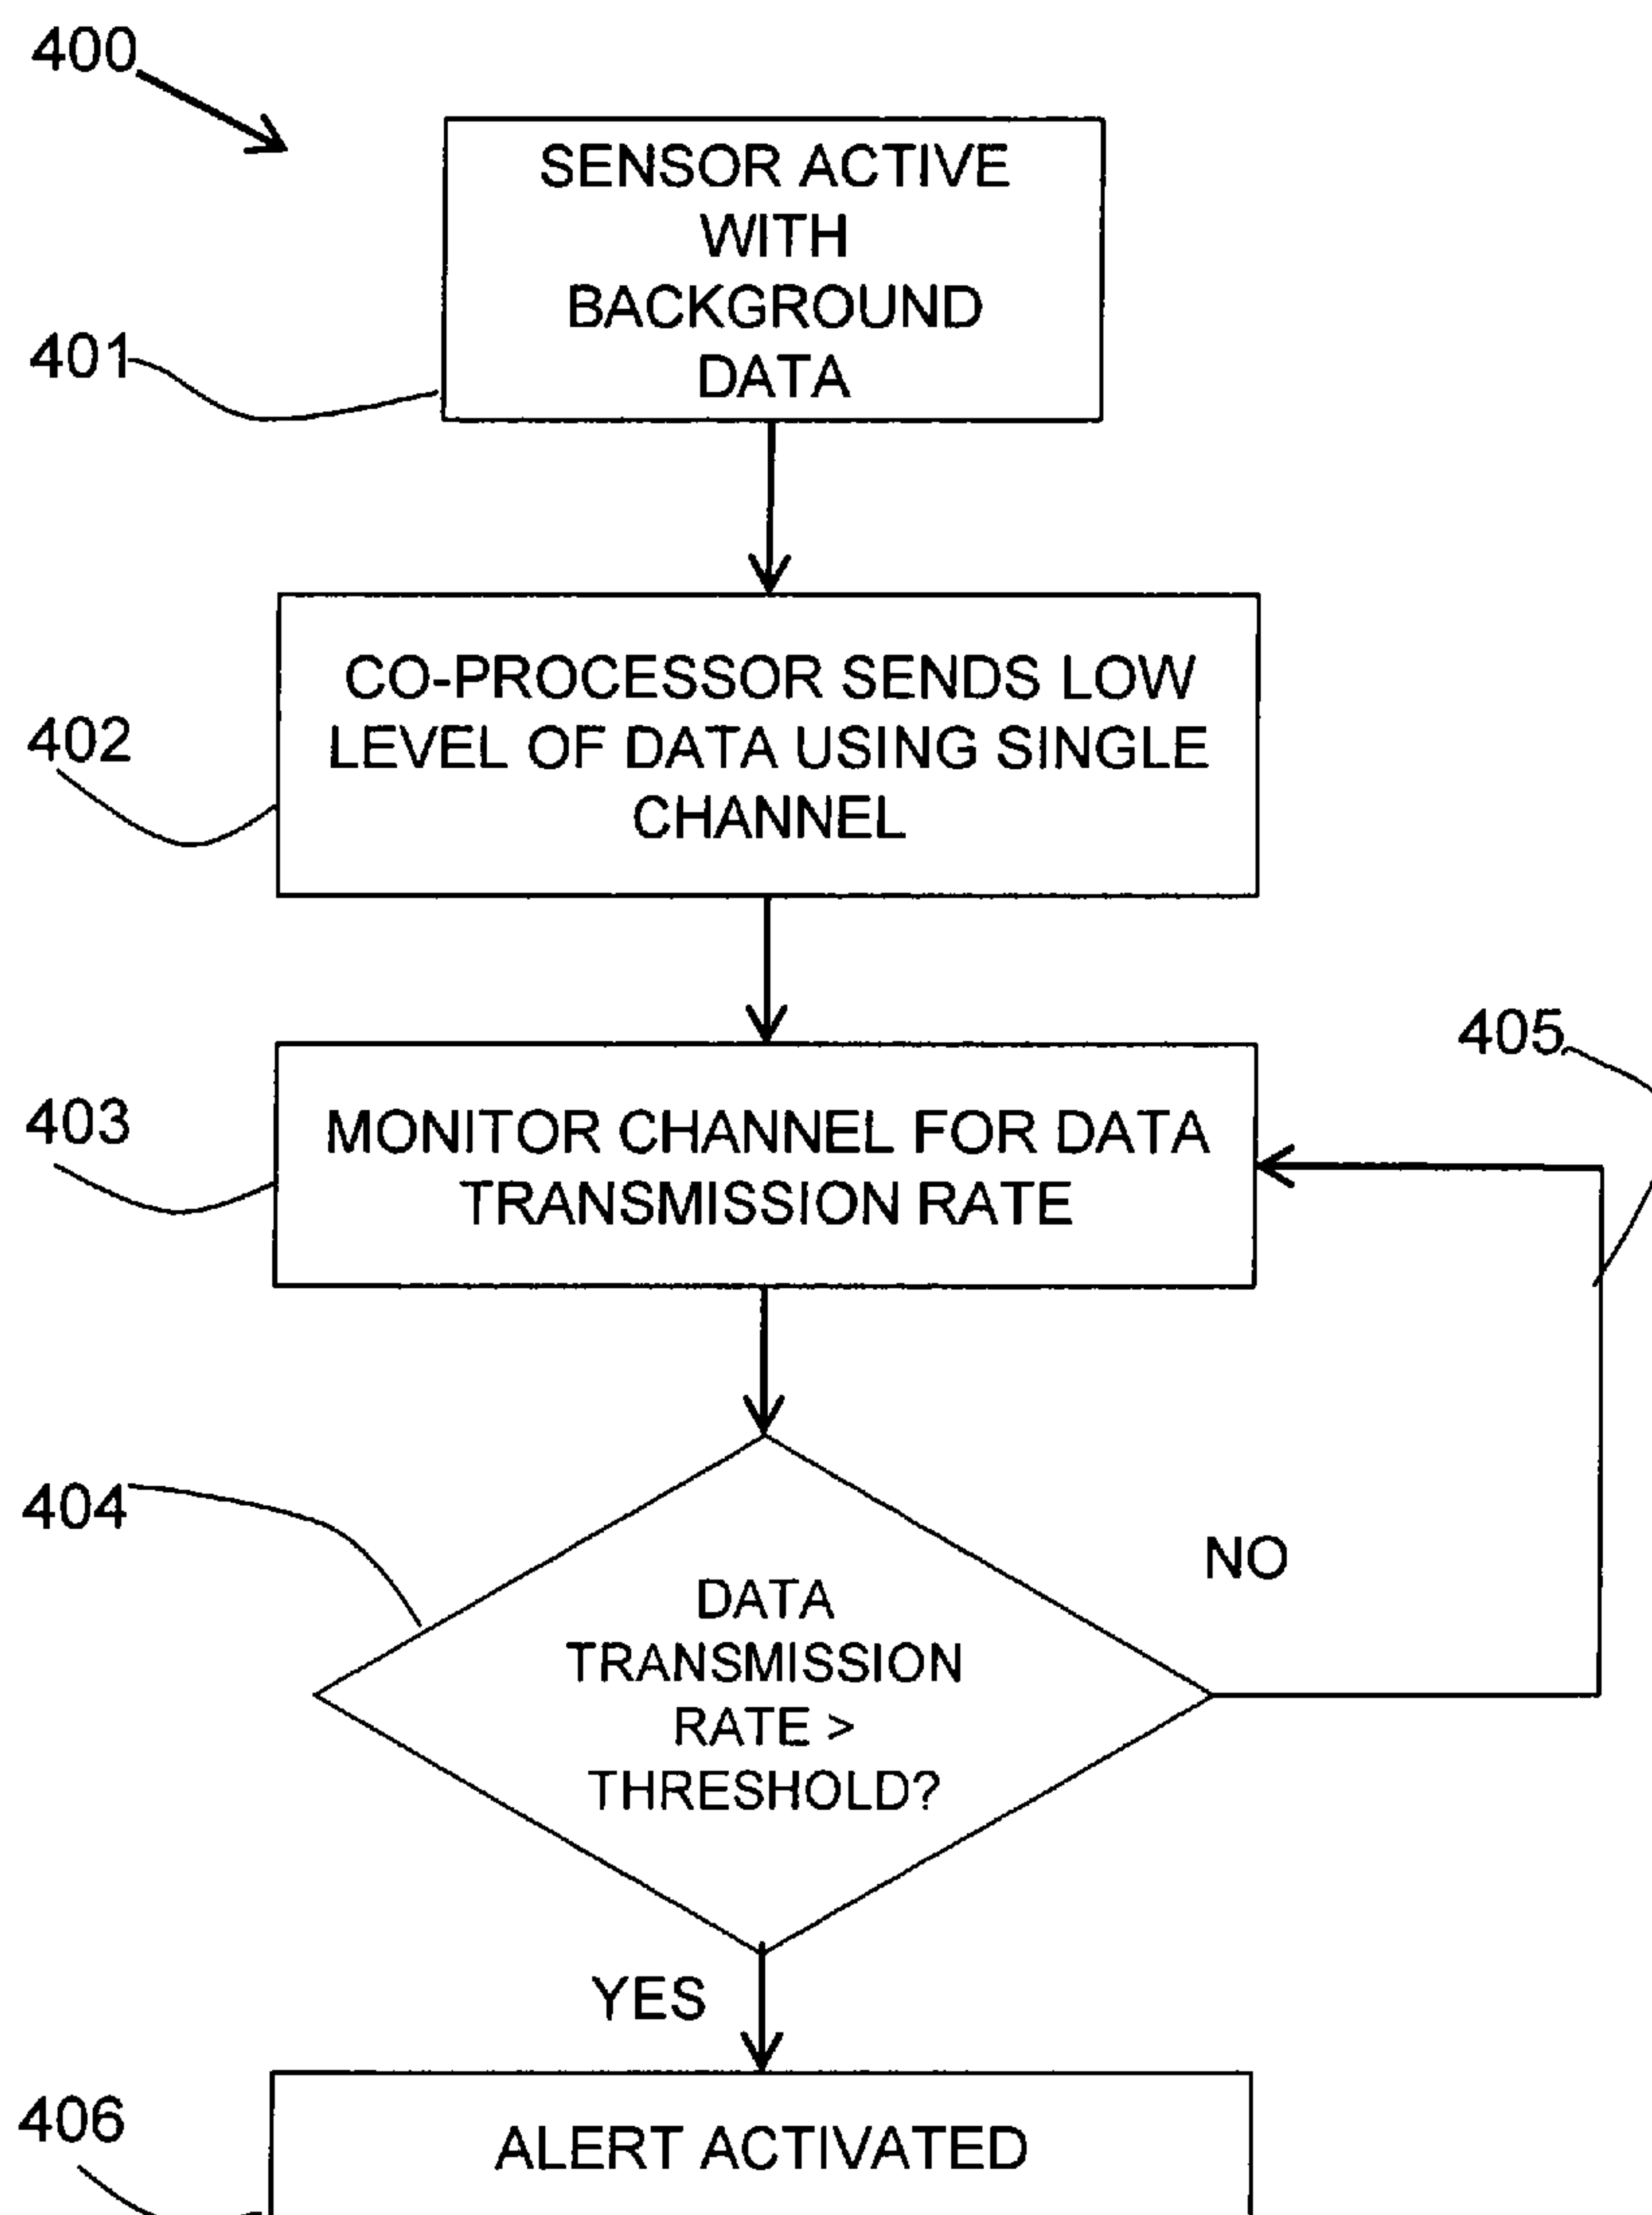 400
SENSOR ACTIVE
WITH
BACKGROUND
DATA
401
CO-PROCESSOR SENDS LOW
LEVEL OF DATA USING SINGLE
CHANNEL
402
405
MONITOR CHANNEL FOR DATA
TRANSMISSION RATE
403
404
NO
DATA
TRANSMISSION
RATE >
THRESHOLD?
YES
406
ALERT ACTIVATED